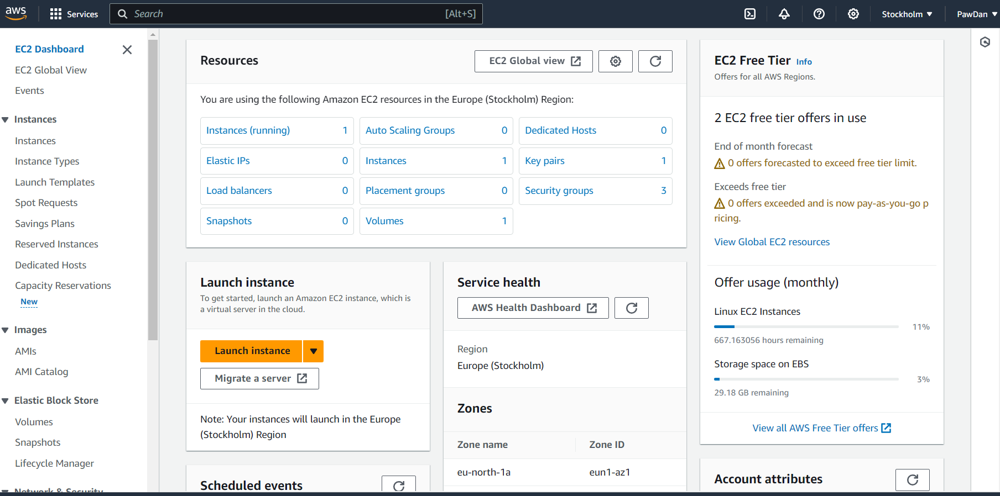 aws
Services
Search
[Alt+S]
Stockholm
PawDan
EC2 Dashboard
EC2 Global View
Events
Instances
Instances
Instance Types
Launch Templates
Spot Requests
Savings Plans
Reserved Instances
Dedicated Hosts
Capacity Reservations
New
Images
AMIs
AMI Catalog
Elastic Block Store
Volumes
Snapshots
Lifecycle Manager
Network & Security
Resources
EC2 Global view
You are using the following Amazon EC2 resources in the Europe (Stockholm) Region:
Instances (running) 1
Auto Scaling Groups 0
Dedicated Hosts 0
Elastic IPs 0
Instances 1
Key pairs 1
Load balancers 0
Placement groups 0
Security groups 3
Snapshots 0
Volumes 1
Launch instance
To get started, launch an Amazon EC2 instance, which is
a virtual server in the cloud.
Launch instance
Migrate a server
Note: Your instances will launch in the Europe
(Stockholm) Region
Scheduled events
Service health
AWS Health Dashboard
Region
Europe (Stockholm)
Zones
Zone name Zone ID
eu-north-1a eun1-az1
EC2 Free Tier Info
Offers for all AWS Regions.
2 EC2 free tier offers in use
End of month forecast
0 offers forecasted to exceed free tier limit.
Exceeds free tier
0 offers exceeded and is now pay-as-you-go p
ricing.
View Global EC2 resources
Offer usage (monthly)
Linux EC2 Instances
11%
667.163056 hours remaining
Storage space on EBS
3%
29.18 GB remaining
View all AWS Free Tier offers
Account attributes